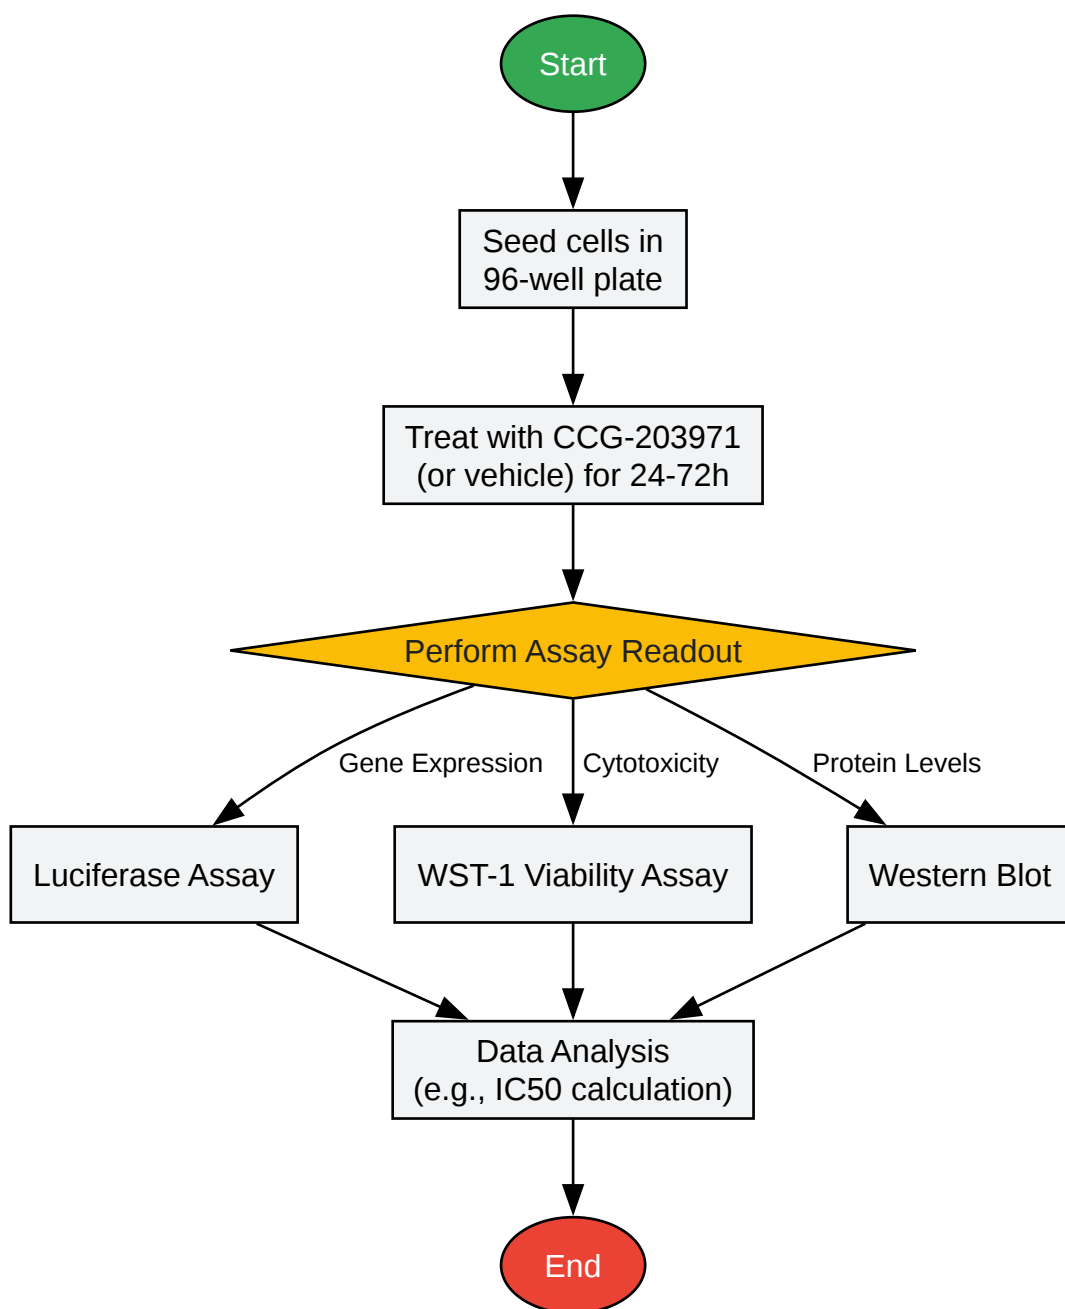 Start
Seed cells in
96-well plate
Treat with CCG-203971
(or vehicle) for 24-72h
Perform Assay Readout
Gene Expression
Cytotoxicity
Protein Levels
Luciferase Assay
WST-1 Viability Assay
Western Blot
Data Analysis
(e.g., IC50 calculation)
End